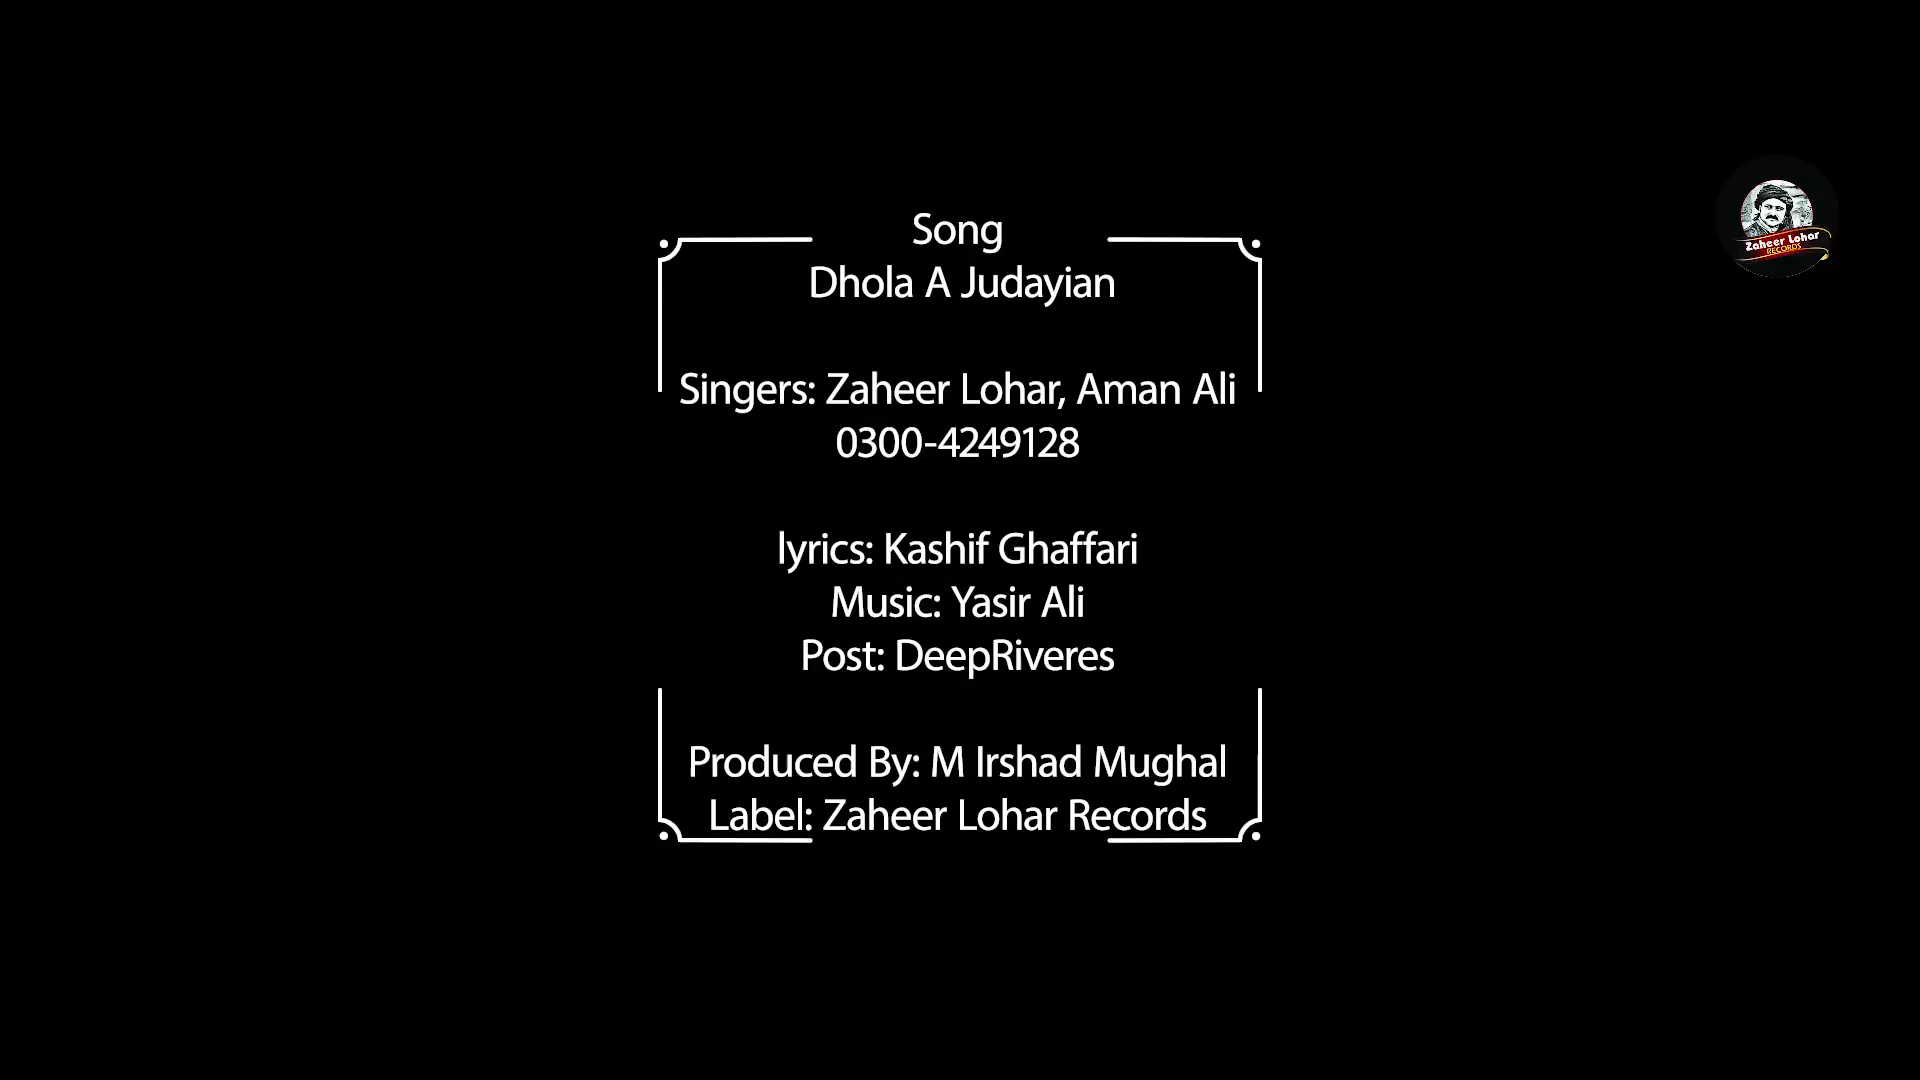 Song
Dhola A Judayian
Singers: Zaheer Lohar, Aman Ali
0300-4249128
lyrics: Kashif Ghaffari
Music: Yasir Ali
Post: DeepRiveres
Produced By: M Irshad Mughal
Label: Zaheer Lohar Records
Zaheer Lohar
RECORDS